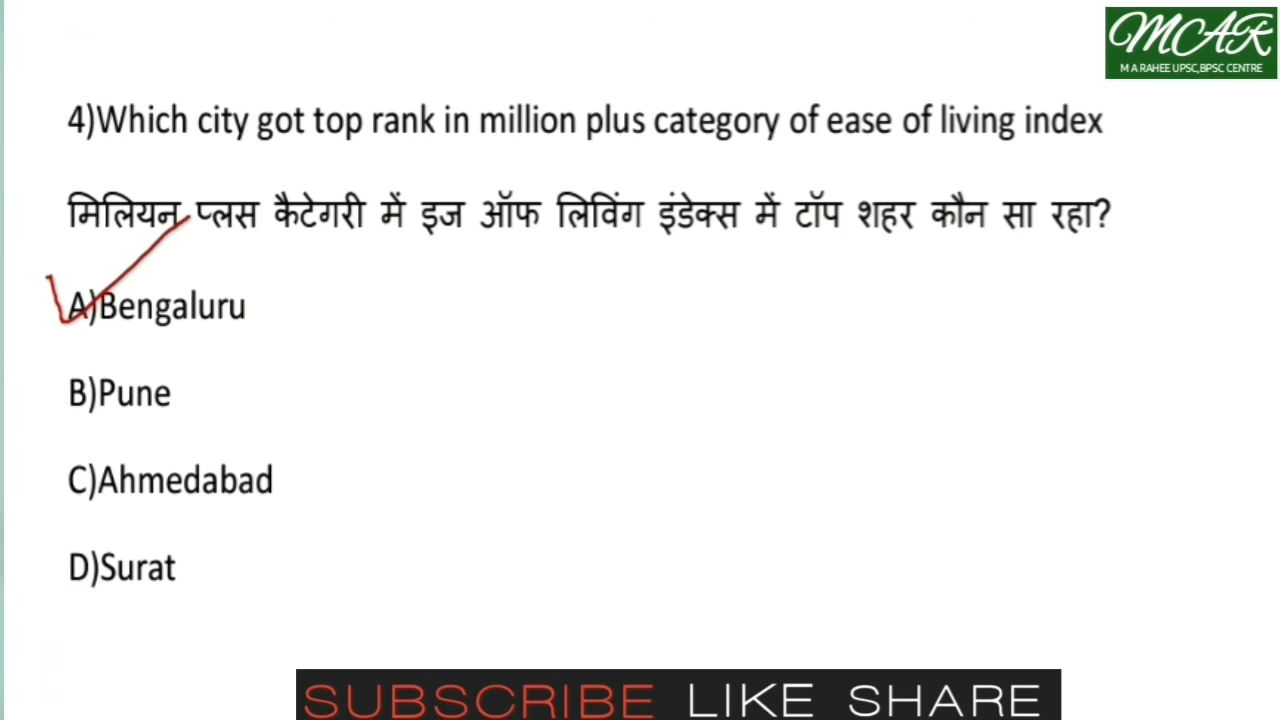 MCAR
M A RAHEE UPSC,BPSC CENTRE
4)Which city got top rank in million plus category of ease of living index
मिलियन प्लस कैटेगरी में इज ऑफ लिविंग इंडेक्स में टॉप शहर कौन सा रहा?
A)Bengaluru
B)Pune
C)Ahmedabad
D)Surat
SUBSCRIBE LIKE SHARE